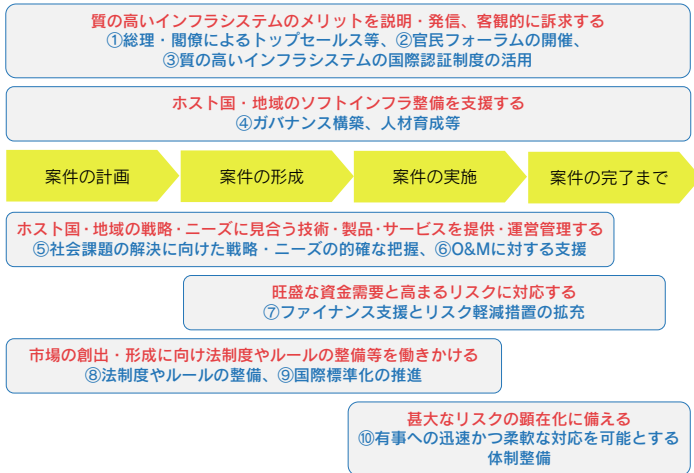 質の高いインフラシステムのメリットを説明・発信、客観的に訴求する
①総理・閣僚によるトップセールス等、②官民フォーラムの開催、
③質の高いインフラシステムの国際認証制度の活用
ホスト国・地域のソフトインフラ整備を支援する
④ガバナンス構築、人材育成等
案件の計画
案件の形成
案件の実施
案件の完了まで
ホスト国・地域の戦略・ニーズに見合う技術・製品・サービスを提供・運営管理する
⑤社会課題の解決に向けた戦略・ニーズの的確な把握、⑥O&Mに対する支援
旺盛な資金需要と高まるリスクに対応する
⑦ファイナンス支援とリスク軽減措置の拡充
市場の創出・形成に向け法制度やルールの整備等を働きかける
⑧法制度やルールの整備、⑨国際標準化の推進
甚大なリスクの顕在化に備える
⑩有事への迅速かつ柔軟な対応を可能とする
体制整備